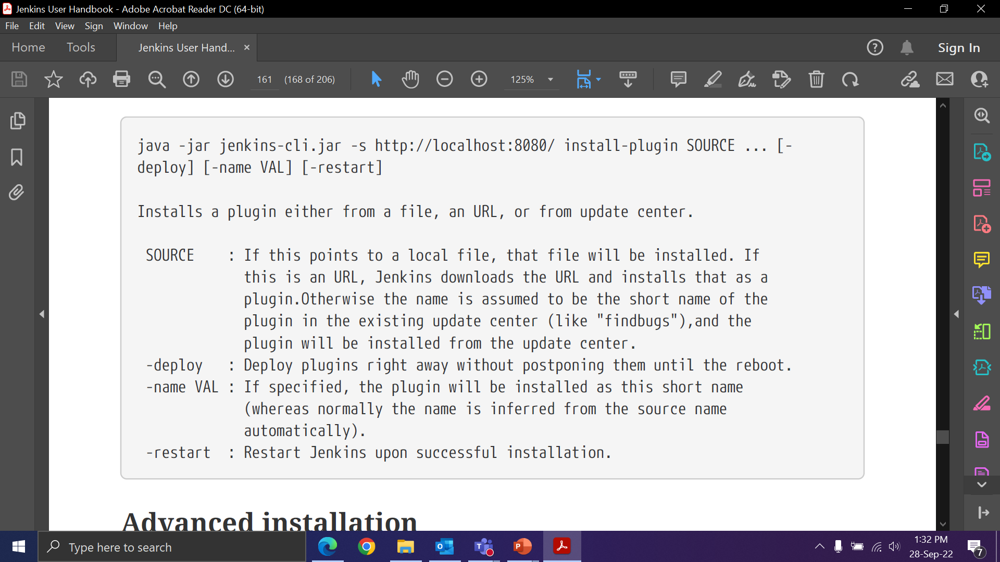 Jenkins User Handbook - Adobe Acrobat Reader DC (64-bit)
File Edit View Sign Window Help
Home Tools Jenkins User Hand... × Sign In
161 (168 of 206) 125%
java -jar jenkins-cli.jar -s http://localhost:8080/ install-plugin SOURCE ... [-
deploy] [-name VAL] [-restart]
Installs a plugin either from a file, an URL, or from update center.
SOURCE : If this points to a local file, that file will be installed. If
this is an URL, Jenkins downloads the URL and installs that as a
plugin.Otherwise the name is assumed to be the short name of the
plugin in the existing update center (like "findbugs"),and the
plugin will be installed from the update center.
-deploy : Deploy plugins right away without postponing them until the reboot.
-name VAL : If specified, the plugin will be installed as this short name
(whereas normally the name is inferred from the source name
automatically).
-restart : Restart Jenkins upon successful installation.
Advanced installation
Type here to search
1:32 PM
28-Sep-22
7